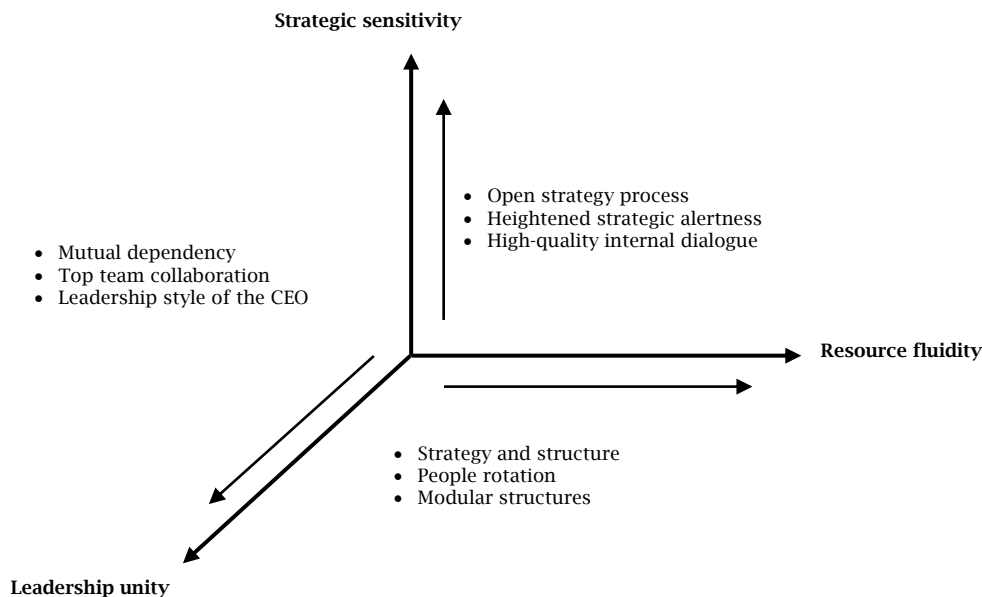 Strategic sensitivity
• Open strategy process
• Heightened strategic alertness
• High-quality internal dialogue
• Mutual dependency
• Top team collaboration
• Leadership style of the CEO
Resource fluidity
• Strategy and structure
• People rotation
• Modular structures
Leadership unity